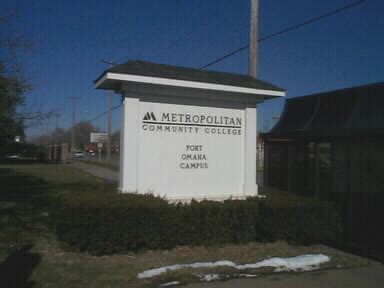 METROPOLITAN
COMMUNITY COLLEGE
FORT
OMAHA
CAMPUS